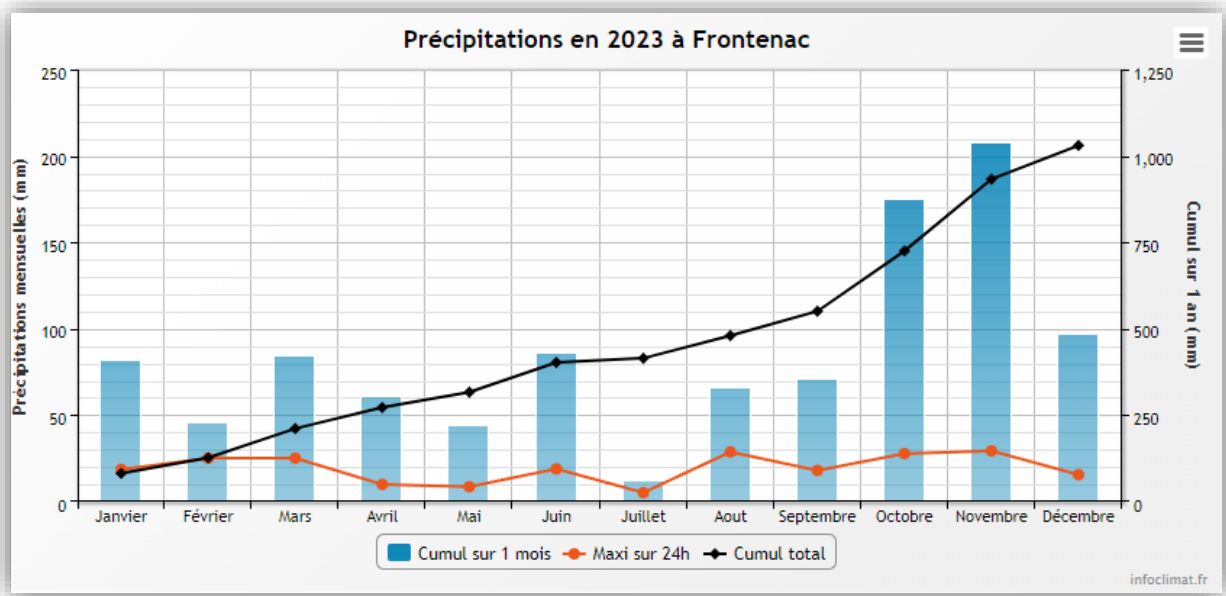 Précipitations en 2023 à Frontenac
Précipitations mensuelles (mm)
250
200
150
100
50
0
1,250
1,000
750
500
250
0
Cumul sur 1 an (mm)
Janvier Février Mars Avril Mai Juin Juillet Aout Septembre Octobre Novembre Décembre
Cumul sur 1 mois Maxi sur 24h Cumul total
infoclimat.fr